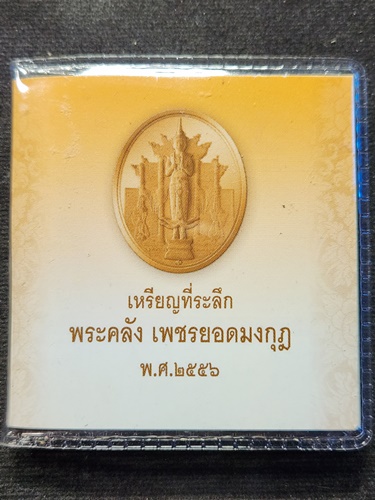 เหรียญที่ระลึก
พระคลัง เพชรยอดมงกุฎ
พ.ศ.๒๕๕๖